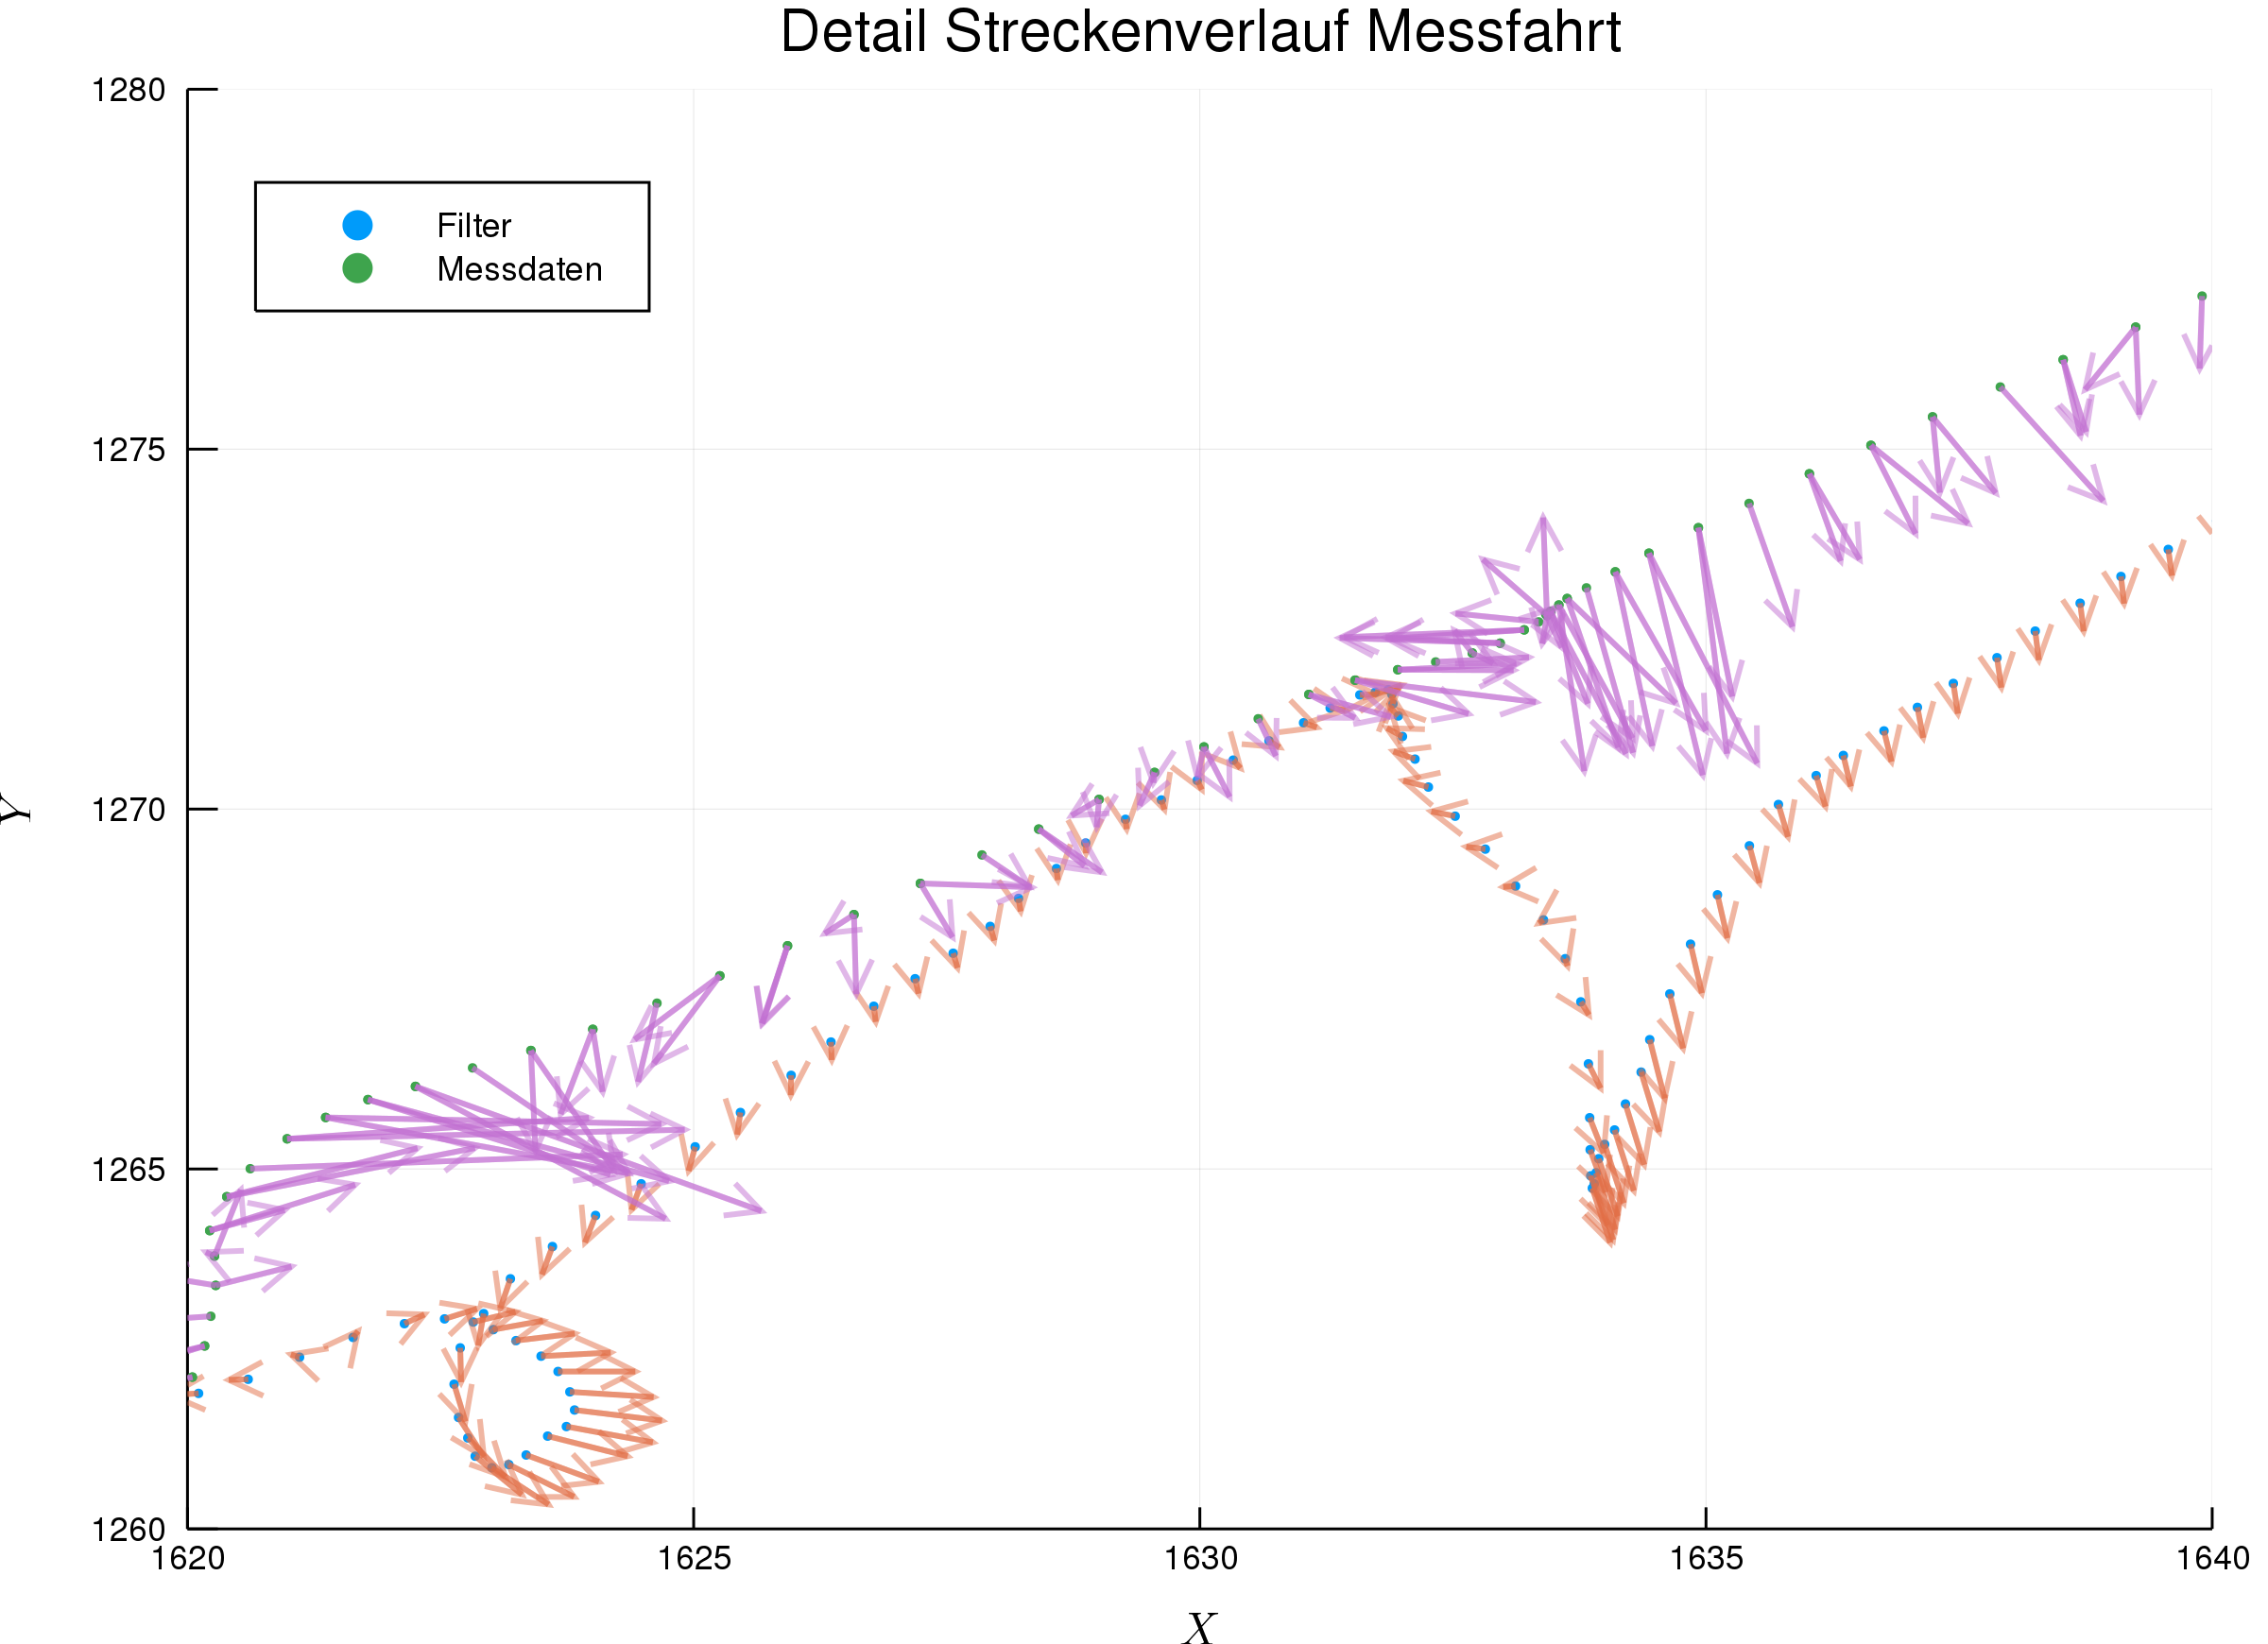 Detail Streckenverlauf Messfahrt
1280
Filter
Messdaten
1275
1270
Y
1265
1260
1620 1625 1630 1635 1640
X